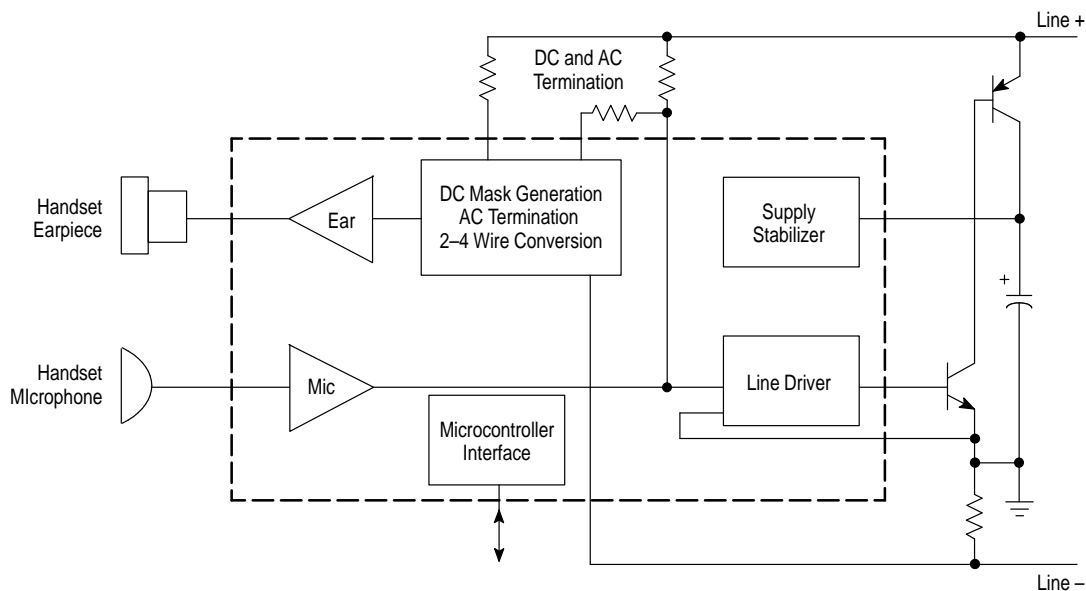 Line +
DC and AC
Termination
DC Mask Generation
AC Termination
2–4 Wire Conversion
Handset
Earpiece
Ear
Supply
Stabilizer
+
Handset
MIcrophone
Mic
Line Driver
Microcontroller
Interface
Line –